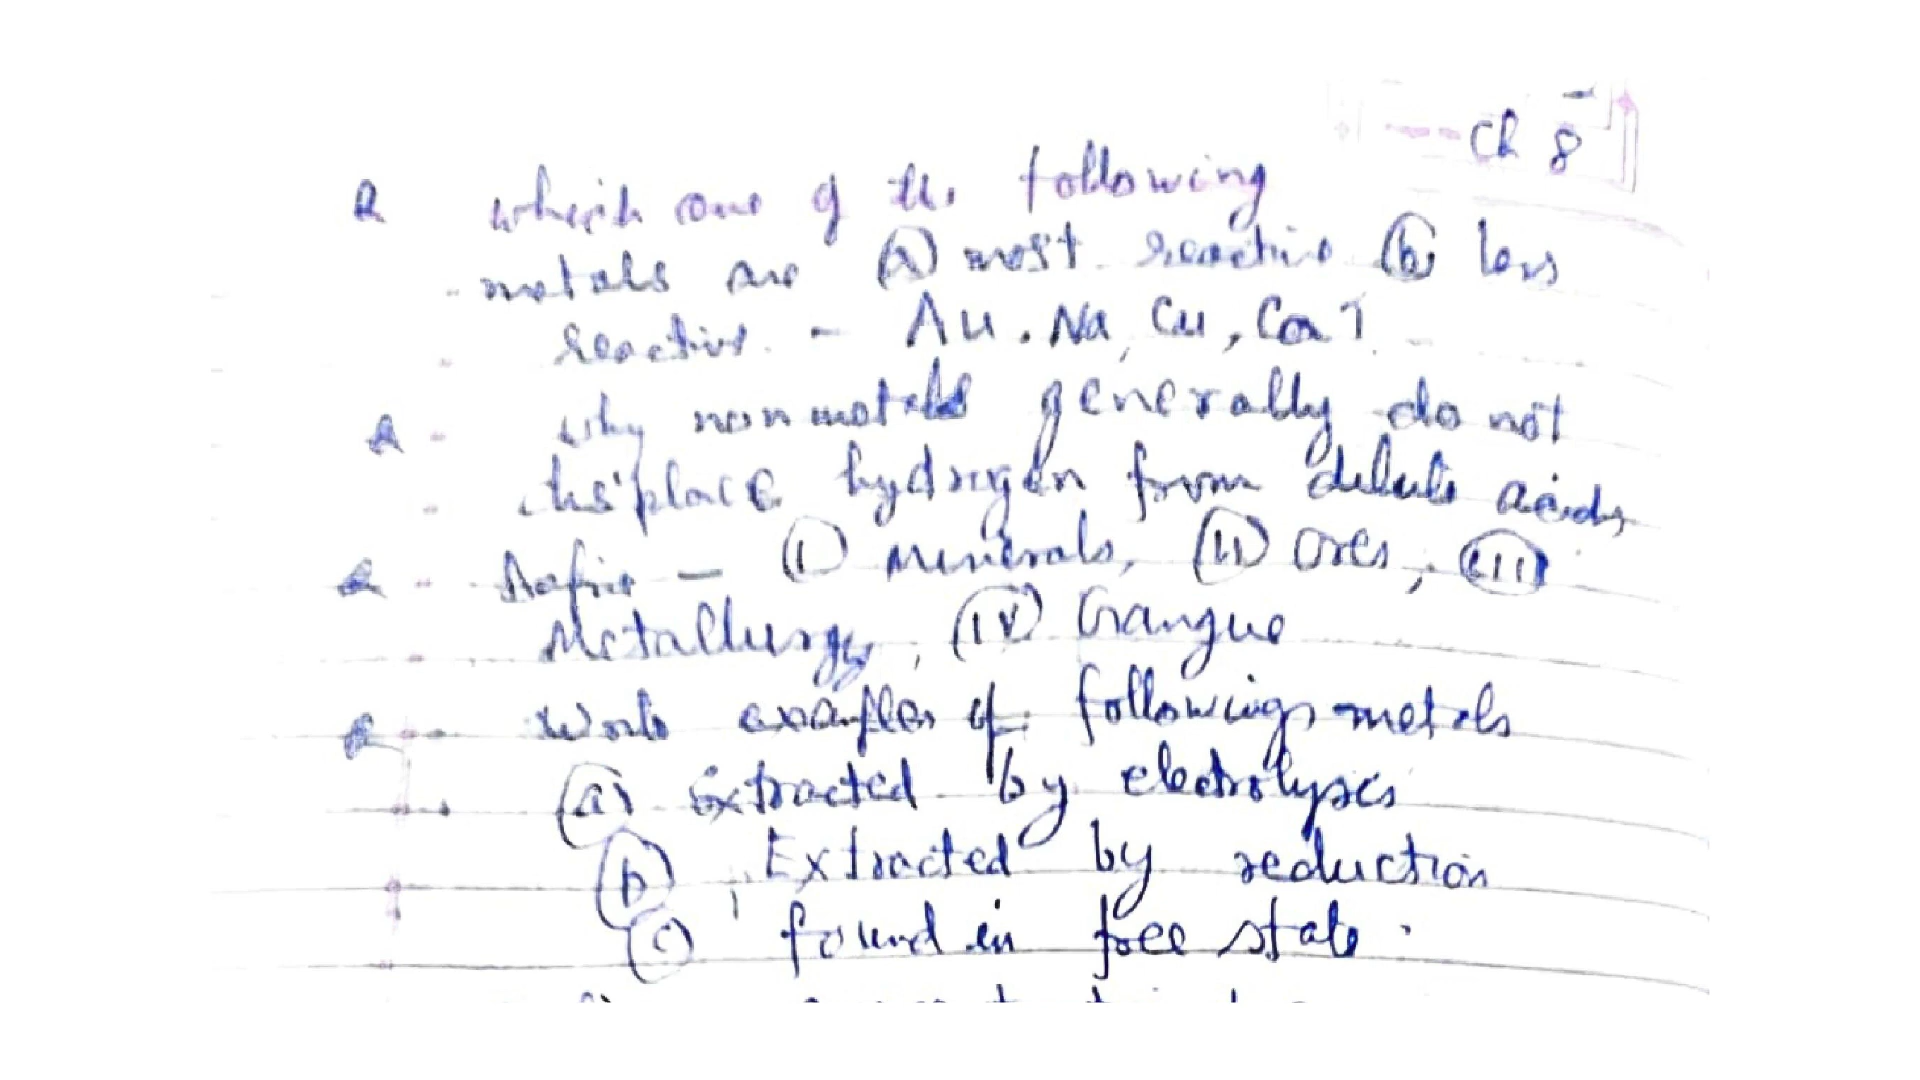 Ch 8
Q which one of the following
metals are (a) most reactive (b) less
reactive - Au, Na, Cu, Ca ?
Q why non metals generally do not
displace hydrogen from dilute acids
Q Define - (i) Minerals, (ii) Ores, (iii)
Metallurgy, (iv) Gangue
Q examples of following metals
(a) Extracted by electrolysis
(b) Extracted by reduction
(c) found in free state.